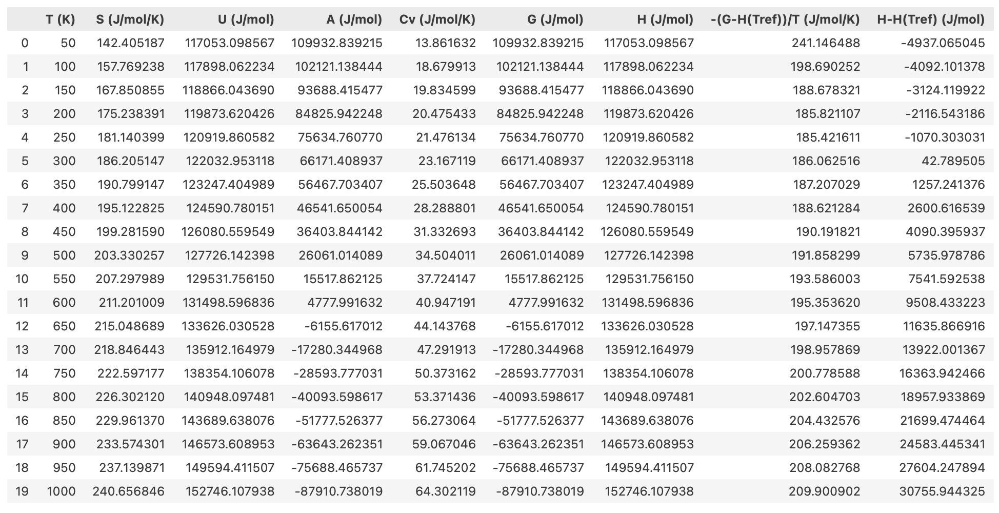 T (K) S (J/mol/K) U (J/mol) A (J/mol) Cv (J/mol/K) G (J/mol) H (J/mol) -(G-H(Tref))/T (J/mol/K) H-H(Tref) (J/mol)
0 50 142.405187 117053.098567 109932.839215 13.861632 109932.839215 117053.098567 241.146488 -4937.065045
1 100 157.769238 117898.062234 102121.138444 18.679913 102121.138444 117898.062234 198.690252 -4092.101378
2 150 167.850855 118866.043690 93688.415477 19.834599 93688.415477 118866.043690 188.678321 -3124.119922
3 200 175.238391 119873.620426 84825.942248 20.475433 84825.942248 119873.620426 185.821107 -2116.543186
4 250 181.140399 120919.860582 75634.760770 21.476134 75634.760770 120919.860582 185.421611 -1070.303031
5 300 186.205147 122032.953118 66171.408937 23.167119 66171.408937 122032.953118 186.062516 42.789505
6 350 190.799147 123247.404989 56467.703407 25.503648 56467.703407 123247.404989 187.207029 1257.241376
7 400 195.122825 124590.780151 46541.650054 28.288801 46541.650054 124590.780151 188.621284 2600.616539
8 450 199.281590 126080.559549 36403.844142 31.332693 36403.844142 126080.559549 190.191821 4090.395937
9 500 203.330257 127726.142398 26061.014089 34.504011 26061.014089 127726.142398 191.858299 5735.978786
10 550 207.297989 129531.756150 15517.862125 37.724147 15517.862125 129531.756150 193.586003 7541.592538
11 600 211.201009 131498.596836 4777.991632 40.947191 4777.991632 131498.596836 195.353620 9508.433223
12 650 215.048689 133626.030528 -6155.617012 44.143768 -6155.617012 133626.030528 197.147355 11635.866916
13 700 218.846443 135912.164979 -17280.344968 47.291913 -17280.344968 135912.164979 198.957869 13922.001367
14 750 222.597177 138354.106078 -28593.777031 50.373162 -28593.777031 138354.106078 200.778588 16363.942466
15 800 226.302120 140948.097481 -40093.598617 53.371436 -40093.598617 140948.097481 202.604703 18957.933869
16 850 229.961370 143689.638076 -51777.526377 56.273064 -51777.526377 143689.638076 204.432576 21699.474464
17 900 233.574301 146573.608953 -63643.262351 59.067046 -63643.262351 146573.608953 206.259362 24583.445341
18 950 237.139871 149594.411507 -75688.465737 61.745202 -75688.465737 149594.411507 208.082768 27604.247894
19 1000 240.656846 152746.107938 -87910.738019 64.302119 -87910.738019 152746.107938 209.900902 30755.944325